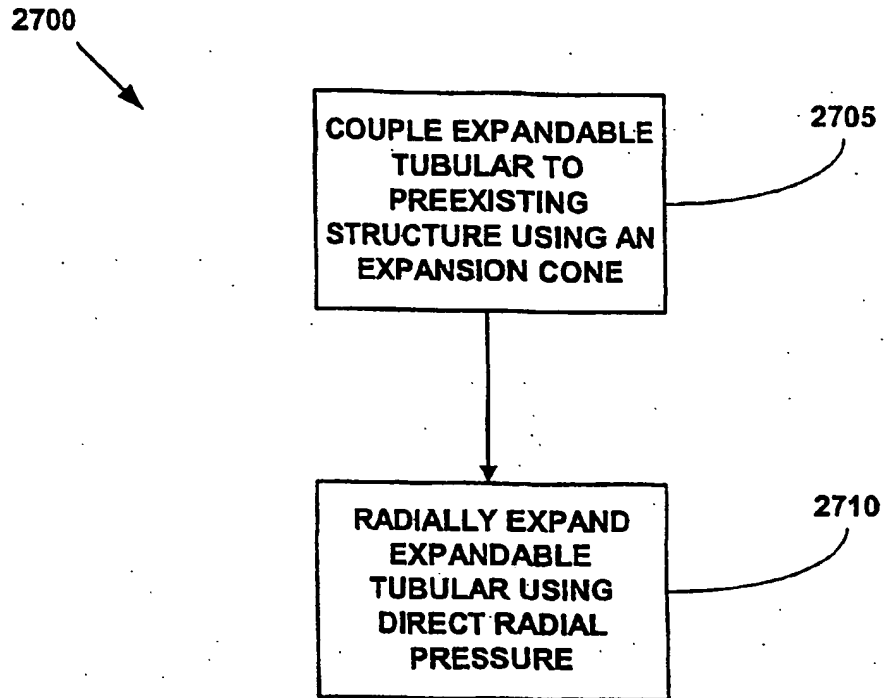 2700
COUPLE EXPANDABLE
TUBULAR TO
PREEXISTING
STRUCTURE USING AN
EXPANSION CONE
2705
RADIALLY EXPAND
EXPANDABLE
TUBULAR USING
DIRECT RADIAL
PRESSURE
2710